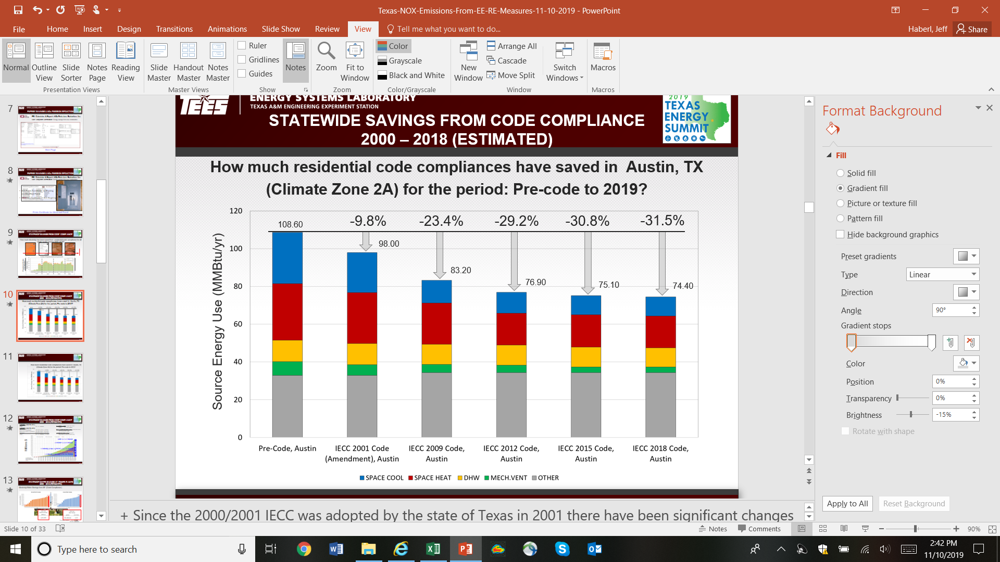 Texas-NOX-Emissions-From-EE-RE-Measures-11-10-2019 - PowerPoint
File Home Insert Design Transitions Animations Slide Show Review View Tell me what you want to do... Haberl, Jeff Share
Normal Outline View Slide Sorter Notes Page Reading View
Slide Master Handout Master Notes Master
Ruler
Gridlines
Guides
Notes
Zoom Fit to Window
Color
Grayscale
Black and White
New Window
Arrange All
Cascade
Move Split
Switch Windows
Macros
Presentation Views Master Views Show Zoom Color/Grayscale Window Macros
7
8
9
10
11
12
13
TEES
ENERGY SYSTEMS LABORATORY
TEXAS A&M ENGINEERING EXPERIMENT STATION
STATEWIDE SAVINGS FROM CODE COMPLIANCE
2000 – 2018 (ESTIMATED)
2019
TEXAS
ENERGY
SUMMIT
How much residential code compliances have saved in Austin, TX
(Climate Zone 2A) for the period: Pre-code to 2019?
Source Energy Use (MMBtu/yr)
120
100
80
60
40
20
0
-9.8% -23.4% -29.2% -30.8% -31.5%
108.60
98.00
83.20
76.90
75.10
74.40
Pre-Code, Austin
IECC 2001 Code
(Amendment), Austin
IECC 2009 Code,
Austin
IECC 2012 Code,
Austin
IECC 2015 Code,
Austin
IECC 2018 Code,
Austin
SPACE COOL SPACE HEAT DHW MECH.VENT OTHER
+ Since the 2000/2001 IECC was adopted by the state of Texas in 2001 there have been significant changes
Format Background
Fill
Solid fill
Gradient fill
Picture or texture fill
Pattern fill
Hide background graphics
Preset gradients
Type Linear
Direction
Angle 90°
Gradient stops
Color
Position 0%
Transparency 0%
Brightness -15%
Rotate with shape
Apply to All Reset Background
Slide 10 of 33 Notes Comments 90%
Type here to search
2:42 PM
11/10/2019